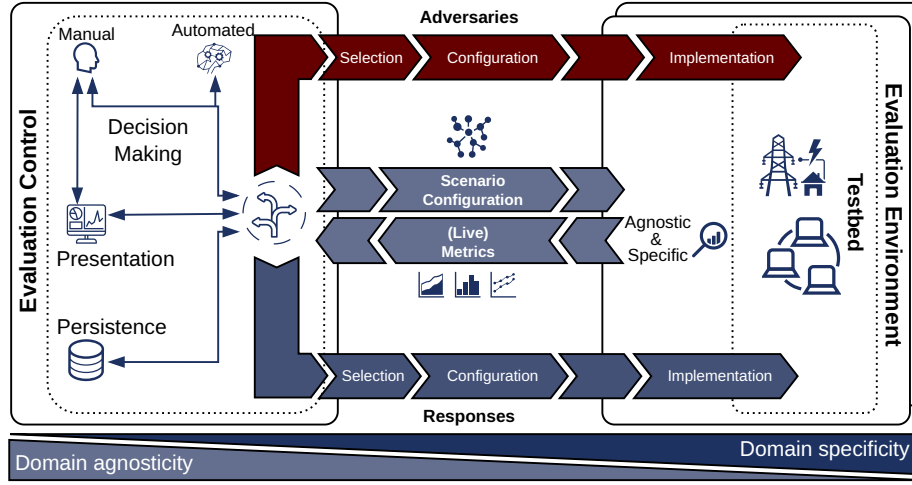 Adversaries
Manual
Automated
Selection
Configuration
Implementation
Evaluation Control
Decision
Making
Scenario
Configuration
(Live)
Metrics
Agnostic
&
Specific
Testbed
Evaluation Environment
Presentation
Persistence
Selection
Configuration
Implementation
Responses
Domain specificity
Domain agnosticity